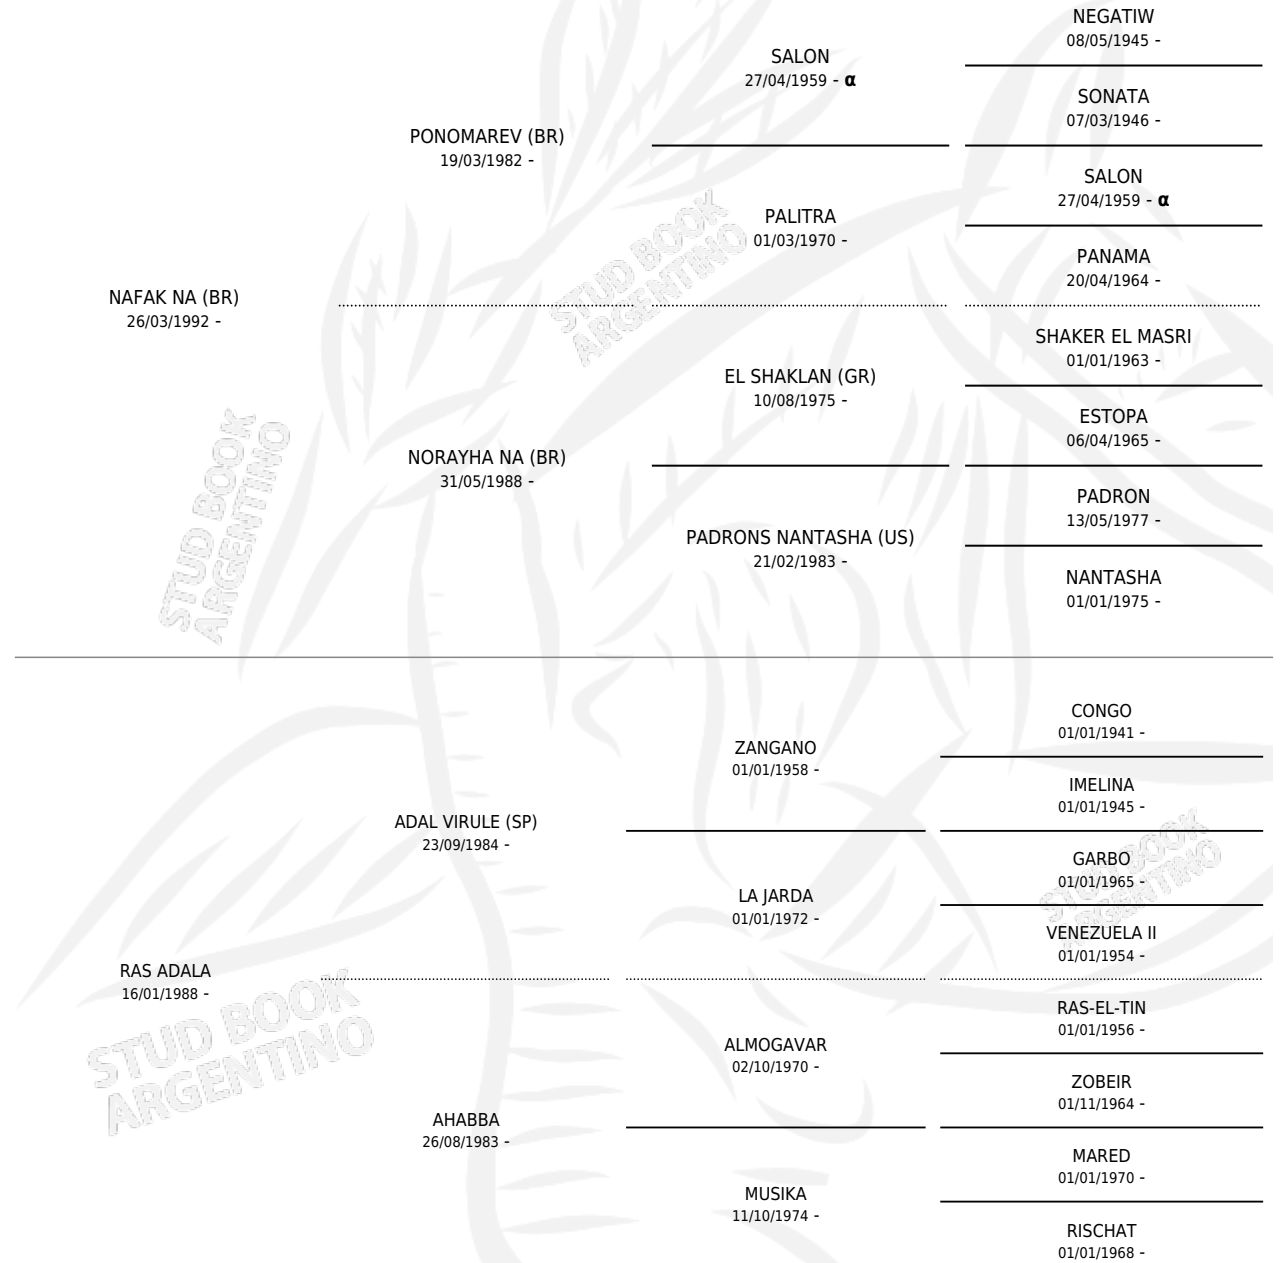 NEGATIW
08/05/1945 -
SALON
27/04/1959 - α
SONATA
07/03/1946 -
PONOMAREV (BR)
19/03/1982 -
SALON
27/04/1959 - α
PALITRA
01/03/1970 -
PANAMA
20/04/1964 -
NAFAK NA (BR)
26/03/1992 -
SHAKER EL MASRI
01/01/1963 -
EL SHAKLAN (GR)
10/08/1975 -
ESTOPA
06/04/1965 -
NORAYHA NA (BR)
31/05/1988 -
PADRON
13/05/1977 -
PADRONS NANTASHA (US)
21/02/1983 -
NANTASHA
01/01/1975 -
CONGO
01/01/1941 -
ZANGANO
01/01/1958 -
IMELINA
01/01/1945 -
ADAL VIRULE (SP)
23/09/1984 -
GARBO
01/01/1965 -
LA JARDA
01/01/1972 -
VENEZUELA II
01/01/1954 -
RAS ADALA
16/01/1988 -
RAS-EL-TIN
01/01/1956 -
ALMOGAVAR
02/10/1970 -
ZOBEIR
01/11/1964 -
AHABBA
26/08/1983 -
MARED
01/01/1970 -
MUSIKA
11/10/1974 -
RISCHAT
01/01/1968 -
STUD BOOK
ARGENTINO
STUD BOOK
ARGENTINO
STUD BOOK
ARGENTINO
STUD BOOK
ARGENTINO